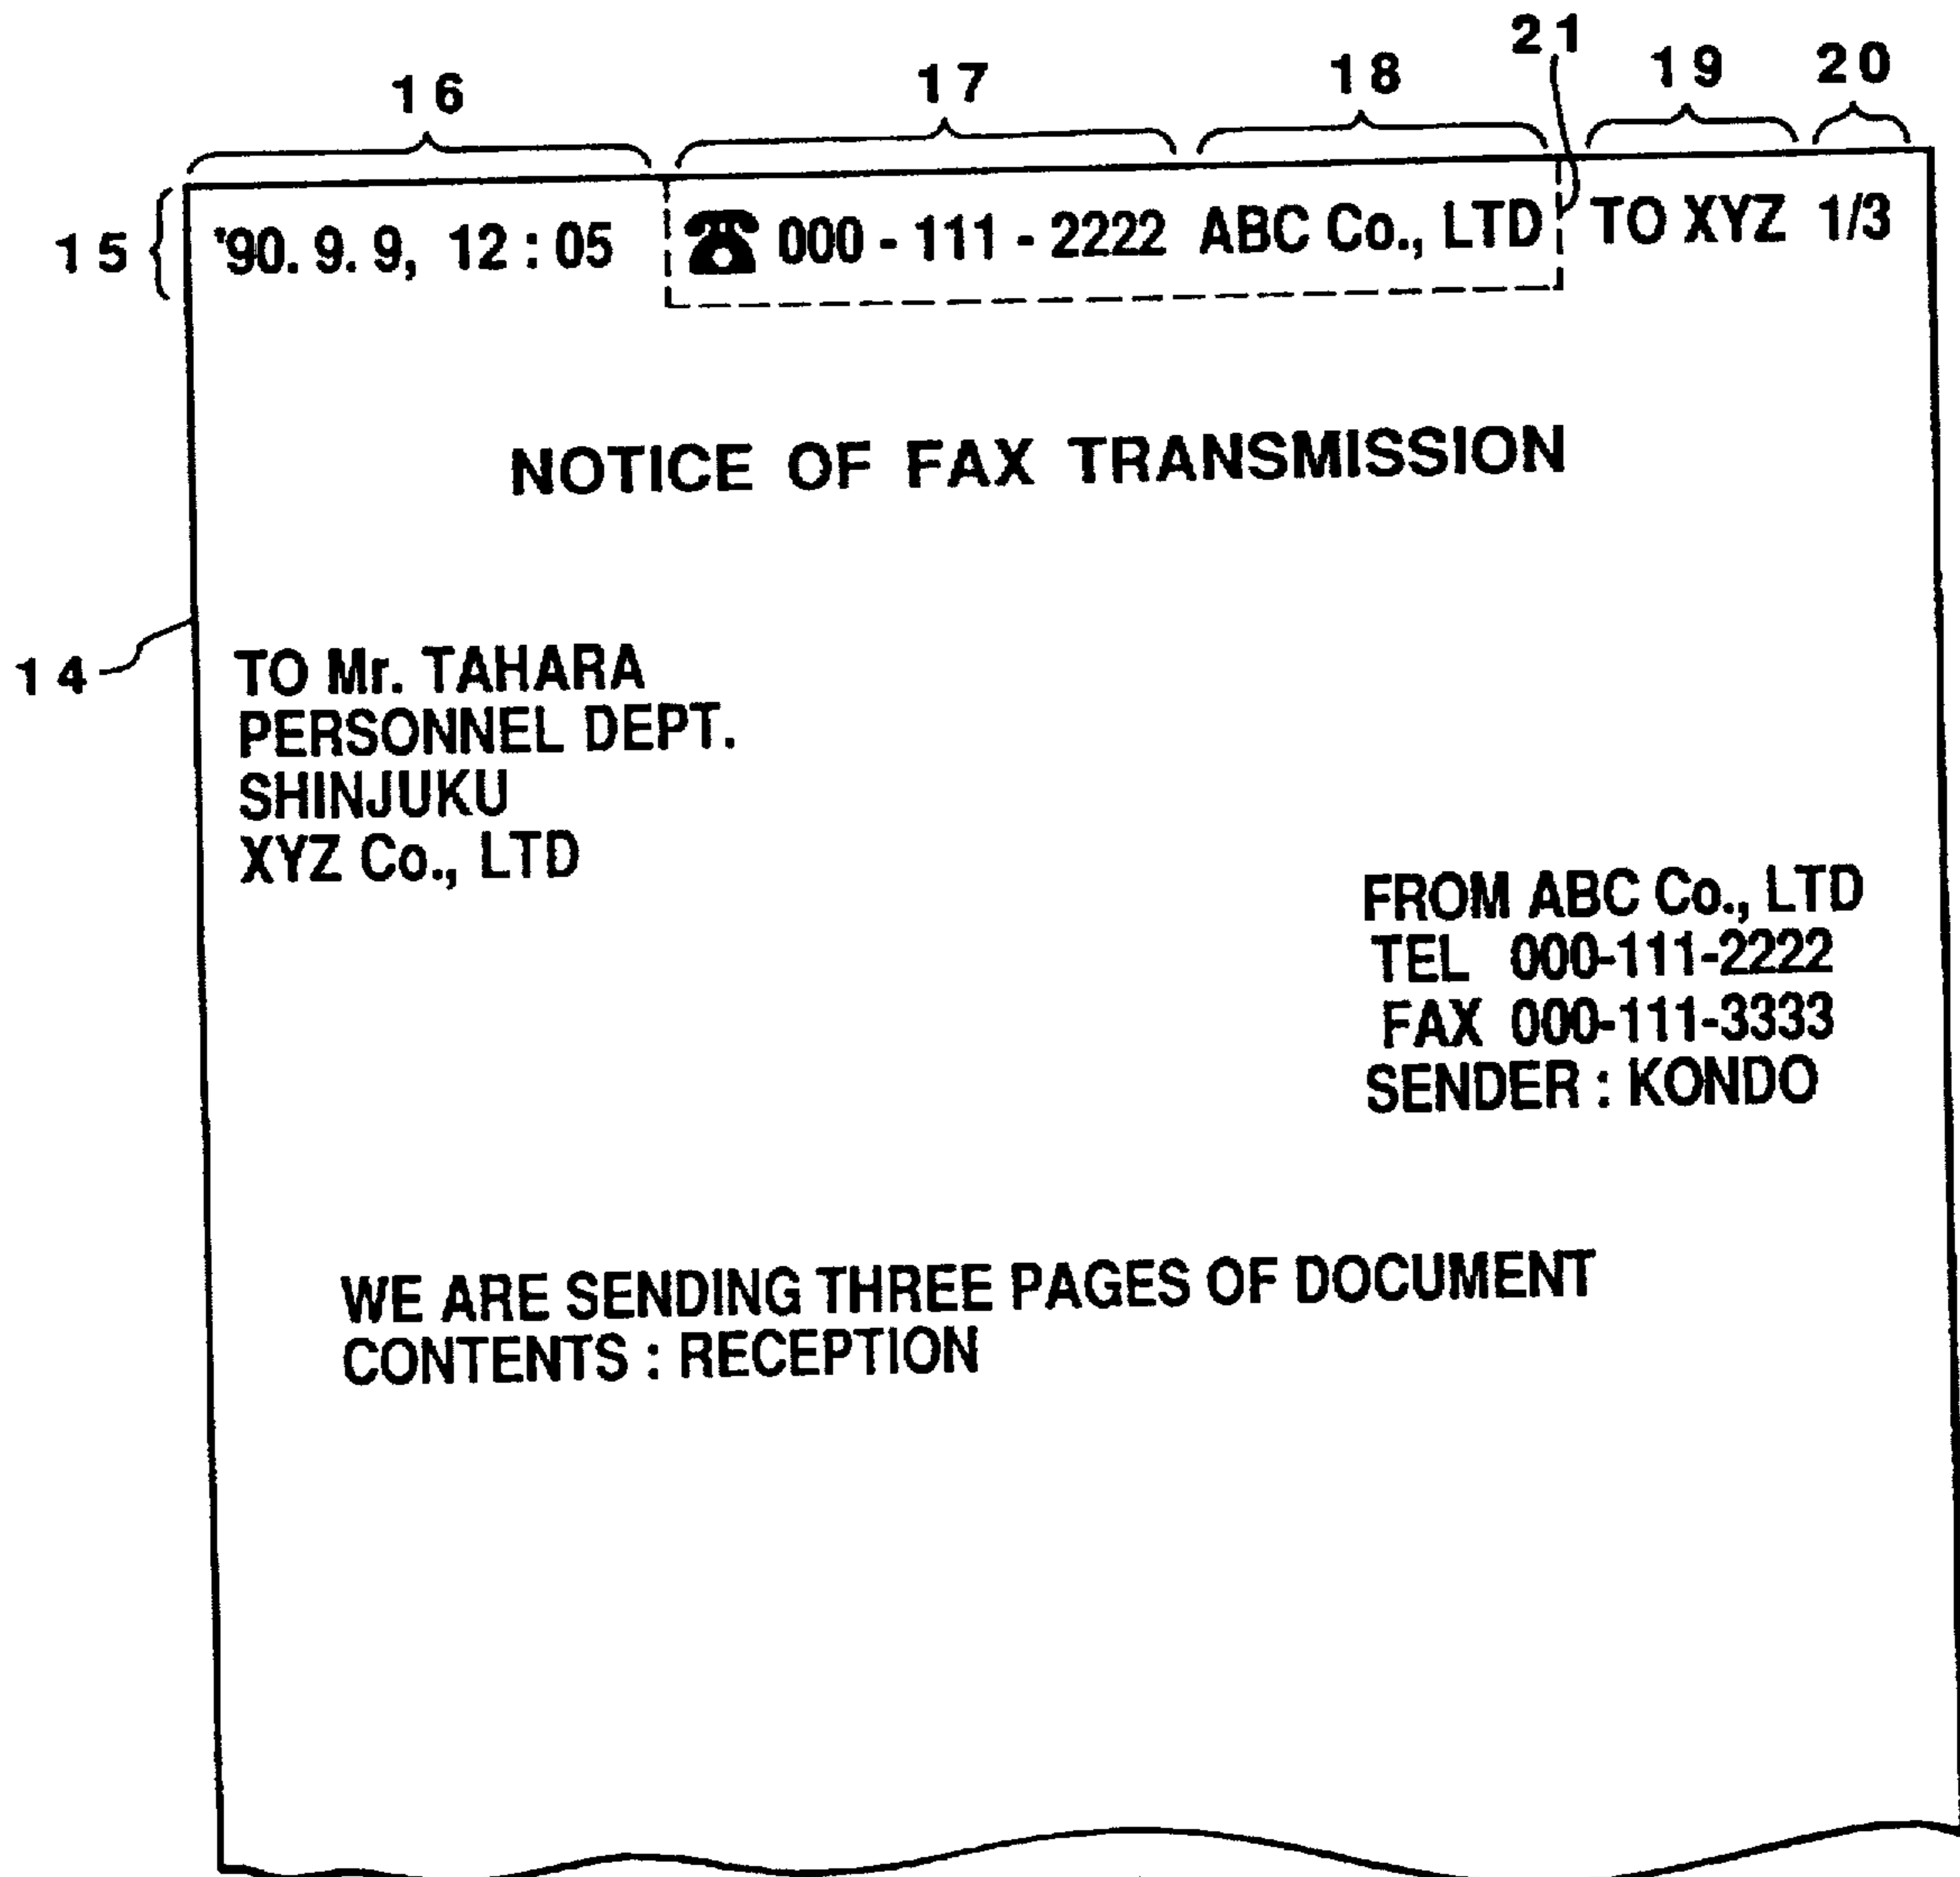 21
16 17 18 19 20
15 '90. 9. 9, 12 : 05 ☎ 000 - 111 - 2222 ABC Co., LTD TO XYZ 1/3
NOTICE OF FAX TRANSMISSION
14
TO Mr. TAHARA
PERSONNEL DEPT.
SHINJUKU
XYZ Co., LTD
FROM ABC Co., LTD
TEL 000-111-2222
FAX 000-111-3333
SENDER : KONDO
WE ARE SENDING THREE PAGES OF DOCUMENT
CONTENTS : RECEPTION